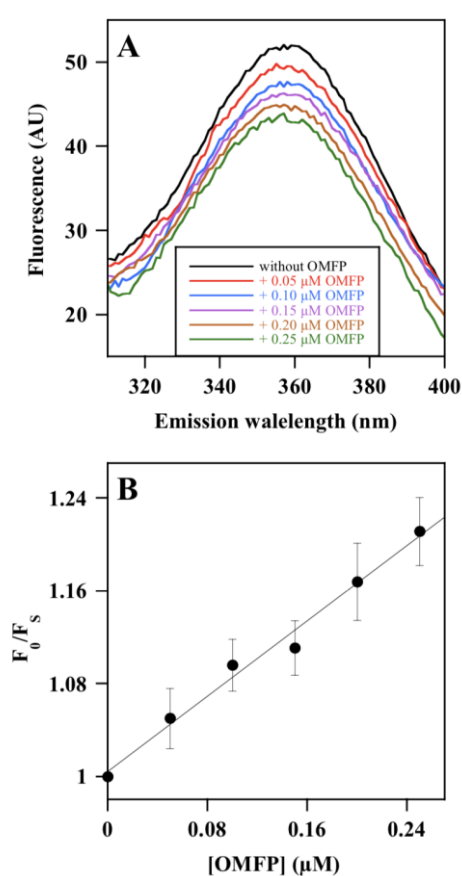 A
Fluorescence (AU)
50
40
30
20
without OMFP
+ 0.05 μM OMFP
+ 0.10 μM OMFP
+ 0.15 μM OMFP
+ 0.20 μM OMFP
+ 0.25 μM OMFP
320 340 360 380 400
Emission walelength (nm)
B
F0/FS
1.24
1.16
1.08
1
0 0.08 0.16 0.24
[OMFP] (μM)